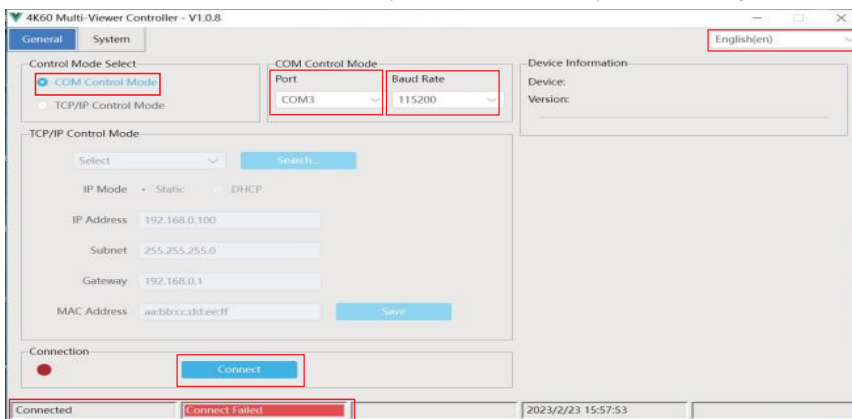 4K60 Multi-Viewer Controller - V1.0.8
General System English(en)
Control Mode Select COM Control Mode Device Information
COM Control Mode Port Baud Rate Device:
TCP/IP Control Mode COM3 115200 Version:
TCP/IP Control Mode
Select Search...
IP Mode Static DHCP
IP Address 192.168.0.100
Subnet 255.255.255.0
Gateway 192.168.0.1
MAC Address aa:bb:cc:dd:ee:ff Save
Connection
Connect
Connected Connect Failed 2023/2/23 15:57:53